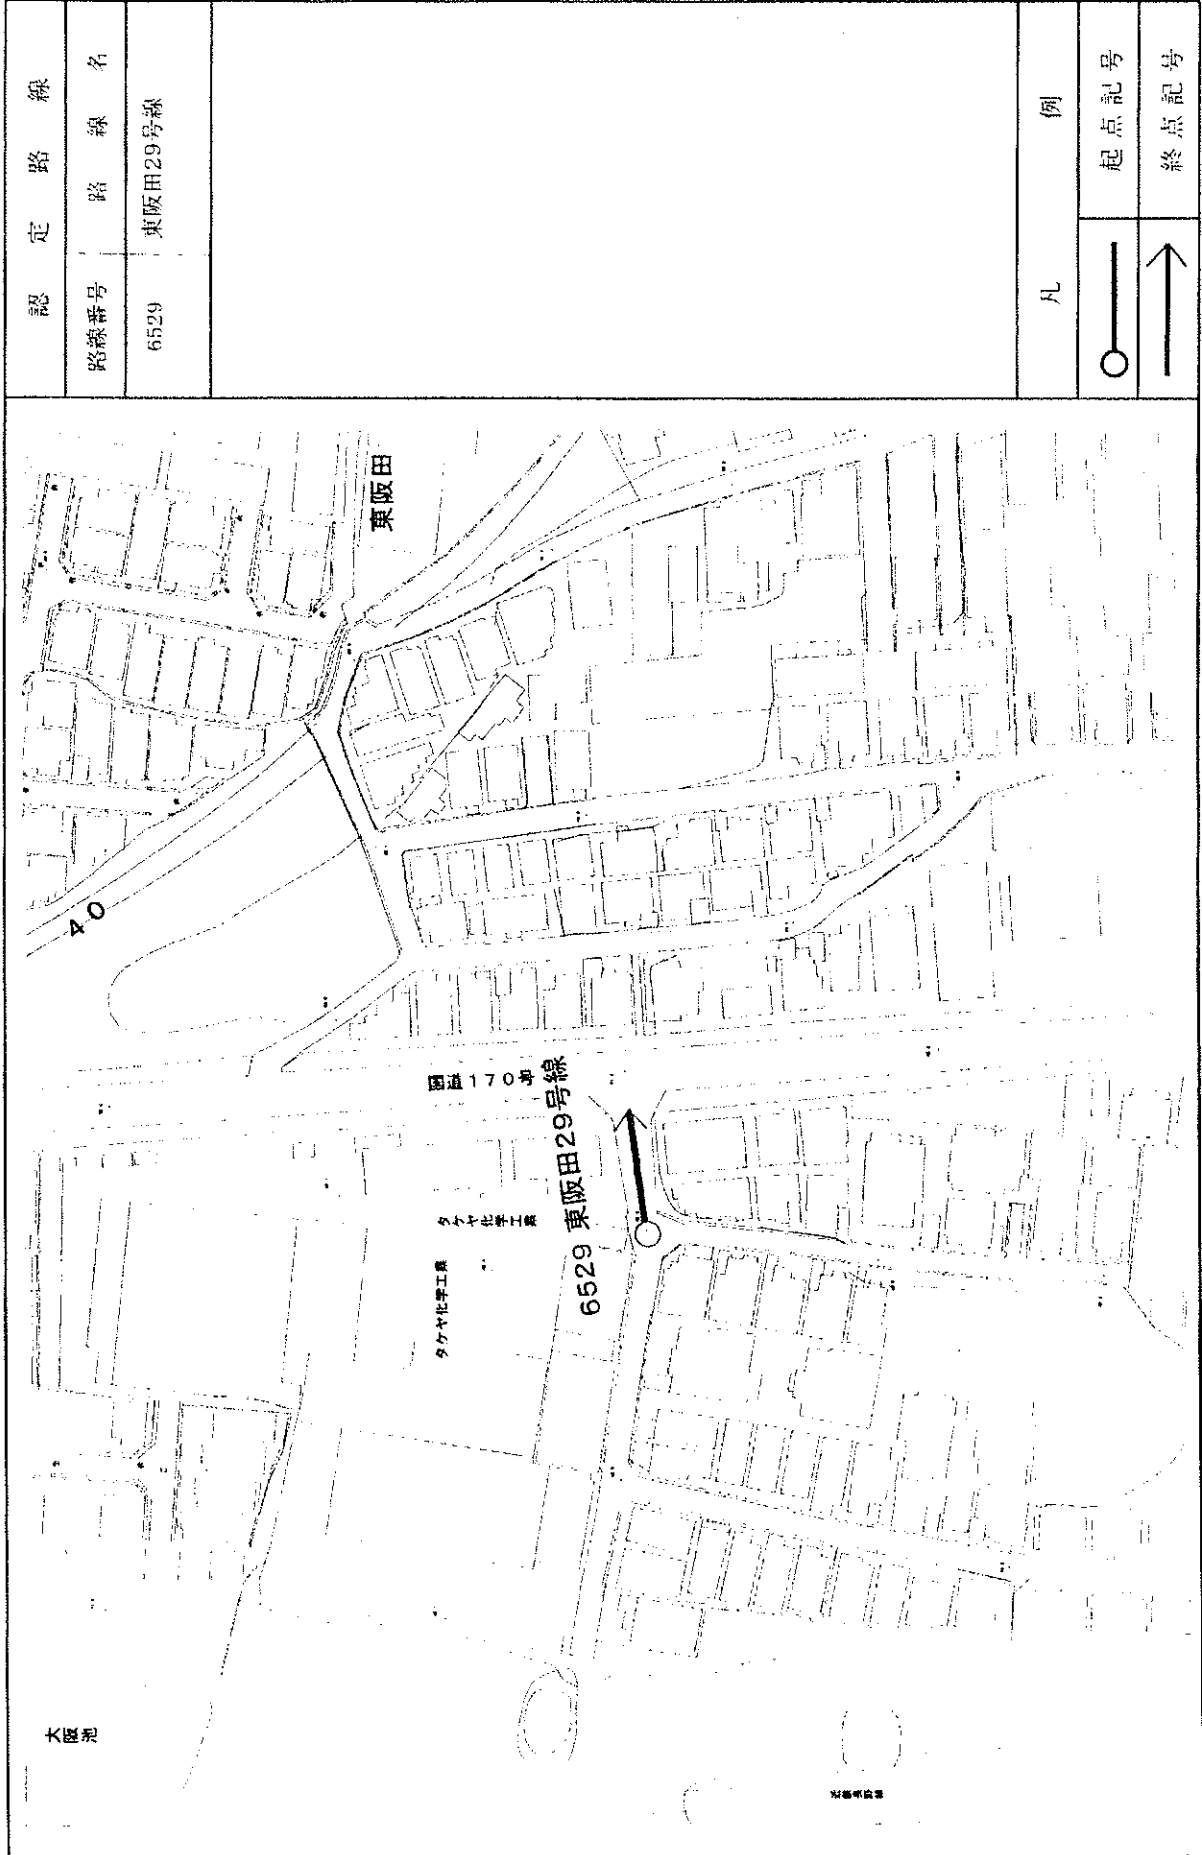 認定路線
路線番号 路線名
6529 東阪田29号線
凡例
起点記号
終点記号
東阪田
40
国道170号
6529 東阪田29号線
タケヤ化学工業
タケヤ化学工業
大阪池